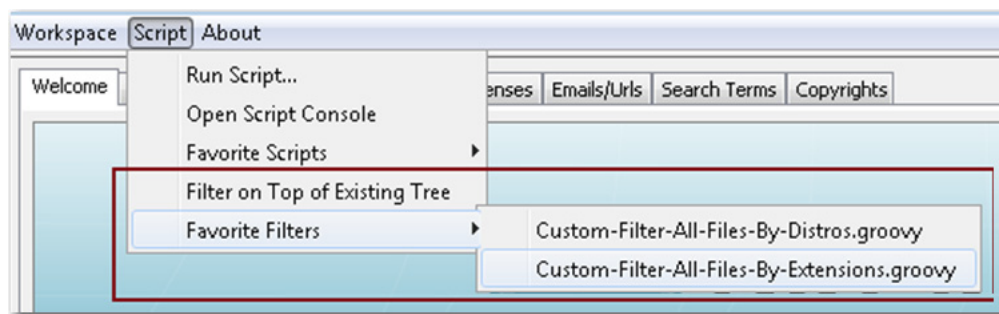 Workspace Script About
Run Script...
Welcome Emails/Urls Search Terms Copyrights
Open Script Console
Favorite Scripts
Filter on Top of Existing Tree
Favorite Filters
Custom-Filter-All-Files-By-Distros.groovy
Custom-Filter-All-Files-By-Extensions.groovy